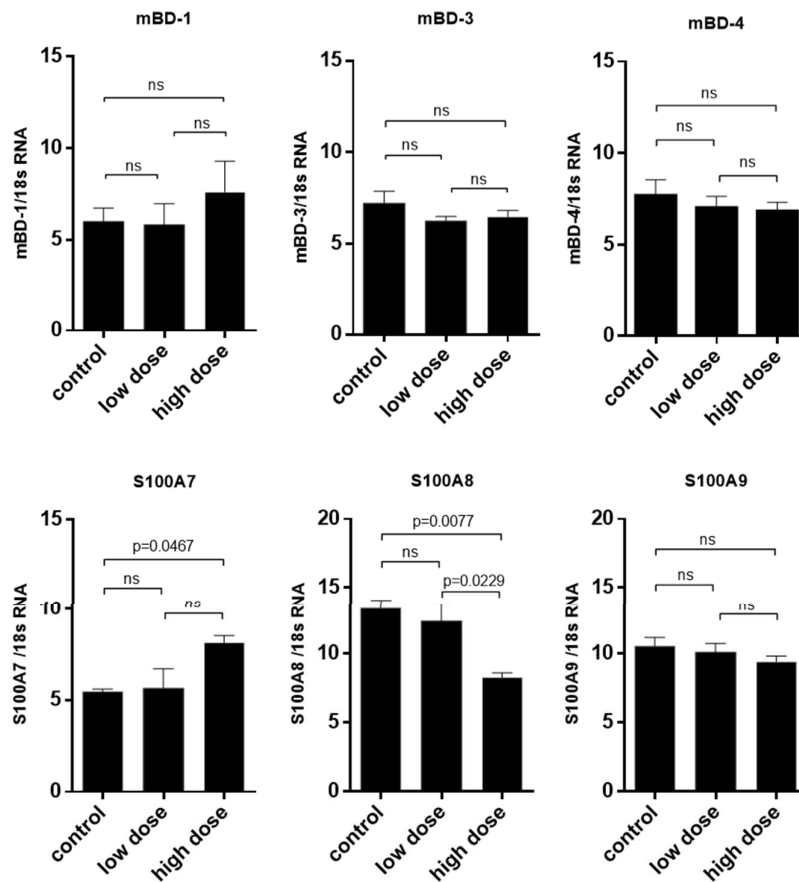 mBD-1
mBD-3
mBD-4
15
10
5
0
mBD-1/18s RNA
ns
ns
ns
control
low dose
high dose
15
10
5
0
mBD-3/18s RNA
ns
ns
ns
control
low dose
high dose
15
10
5
0
mBD-4/18s RNA
ns
ns
ns
control
low dose
high dose
S100A7
S100A8
S100A9
15
10
5
0
S100A7 /18s RNA
p=0.0467
ns
ns
control
low dose
high dose
20
15
10
5
0
S100A8 /18s RNA
p=0.0077
ns
p=0.0229
control
low dose
high dose
20
15
10
5
0
S100A9 /18s RNA
ns
ns
ns
control
low dose
high dose